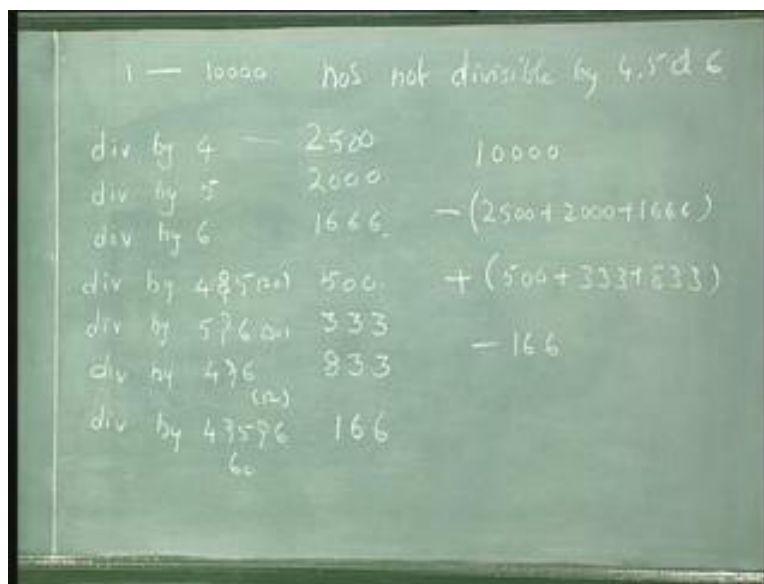 1 — 10000 nos not divisible by 4,5 & 6
div by 4 — 2500
div by 5 2000
div by 6 1666
div by 4&5(20) 500
div by 5&6 333
div by 4&6 833
(12)
div by 4&5&6 166
60
10000
-(2500+2000+1666)
+(500+333+833)
- 166